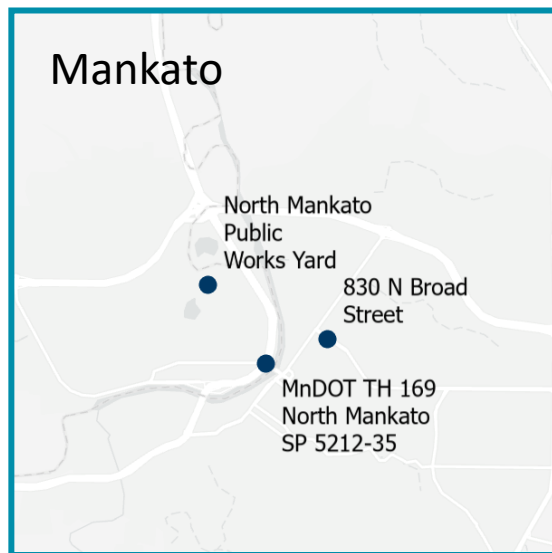 Mankato
North Mankato
Public
Works Yard
830 N Broad
Street
MnDOT TH 169
North Mankato
SP 5212-35